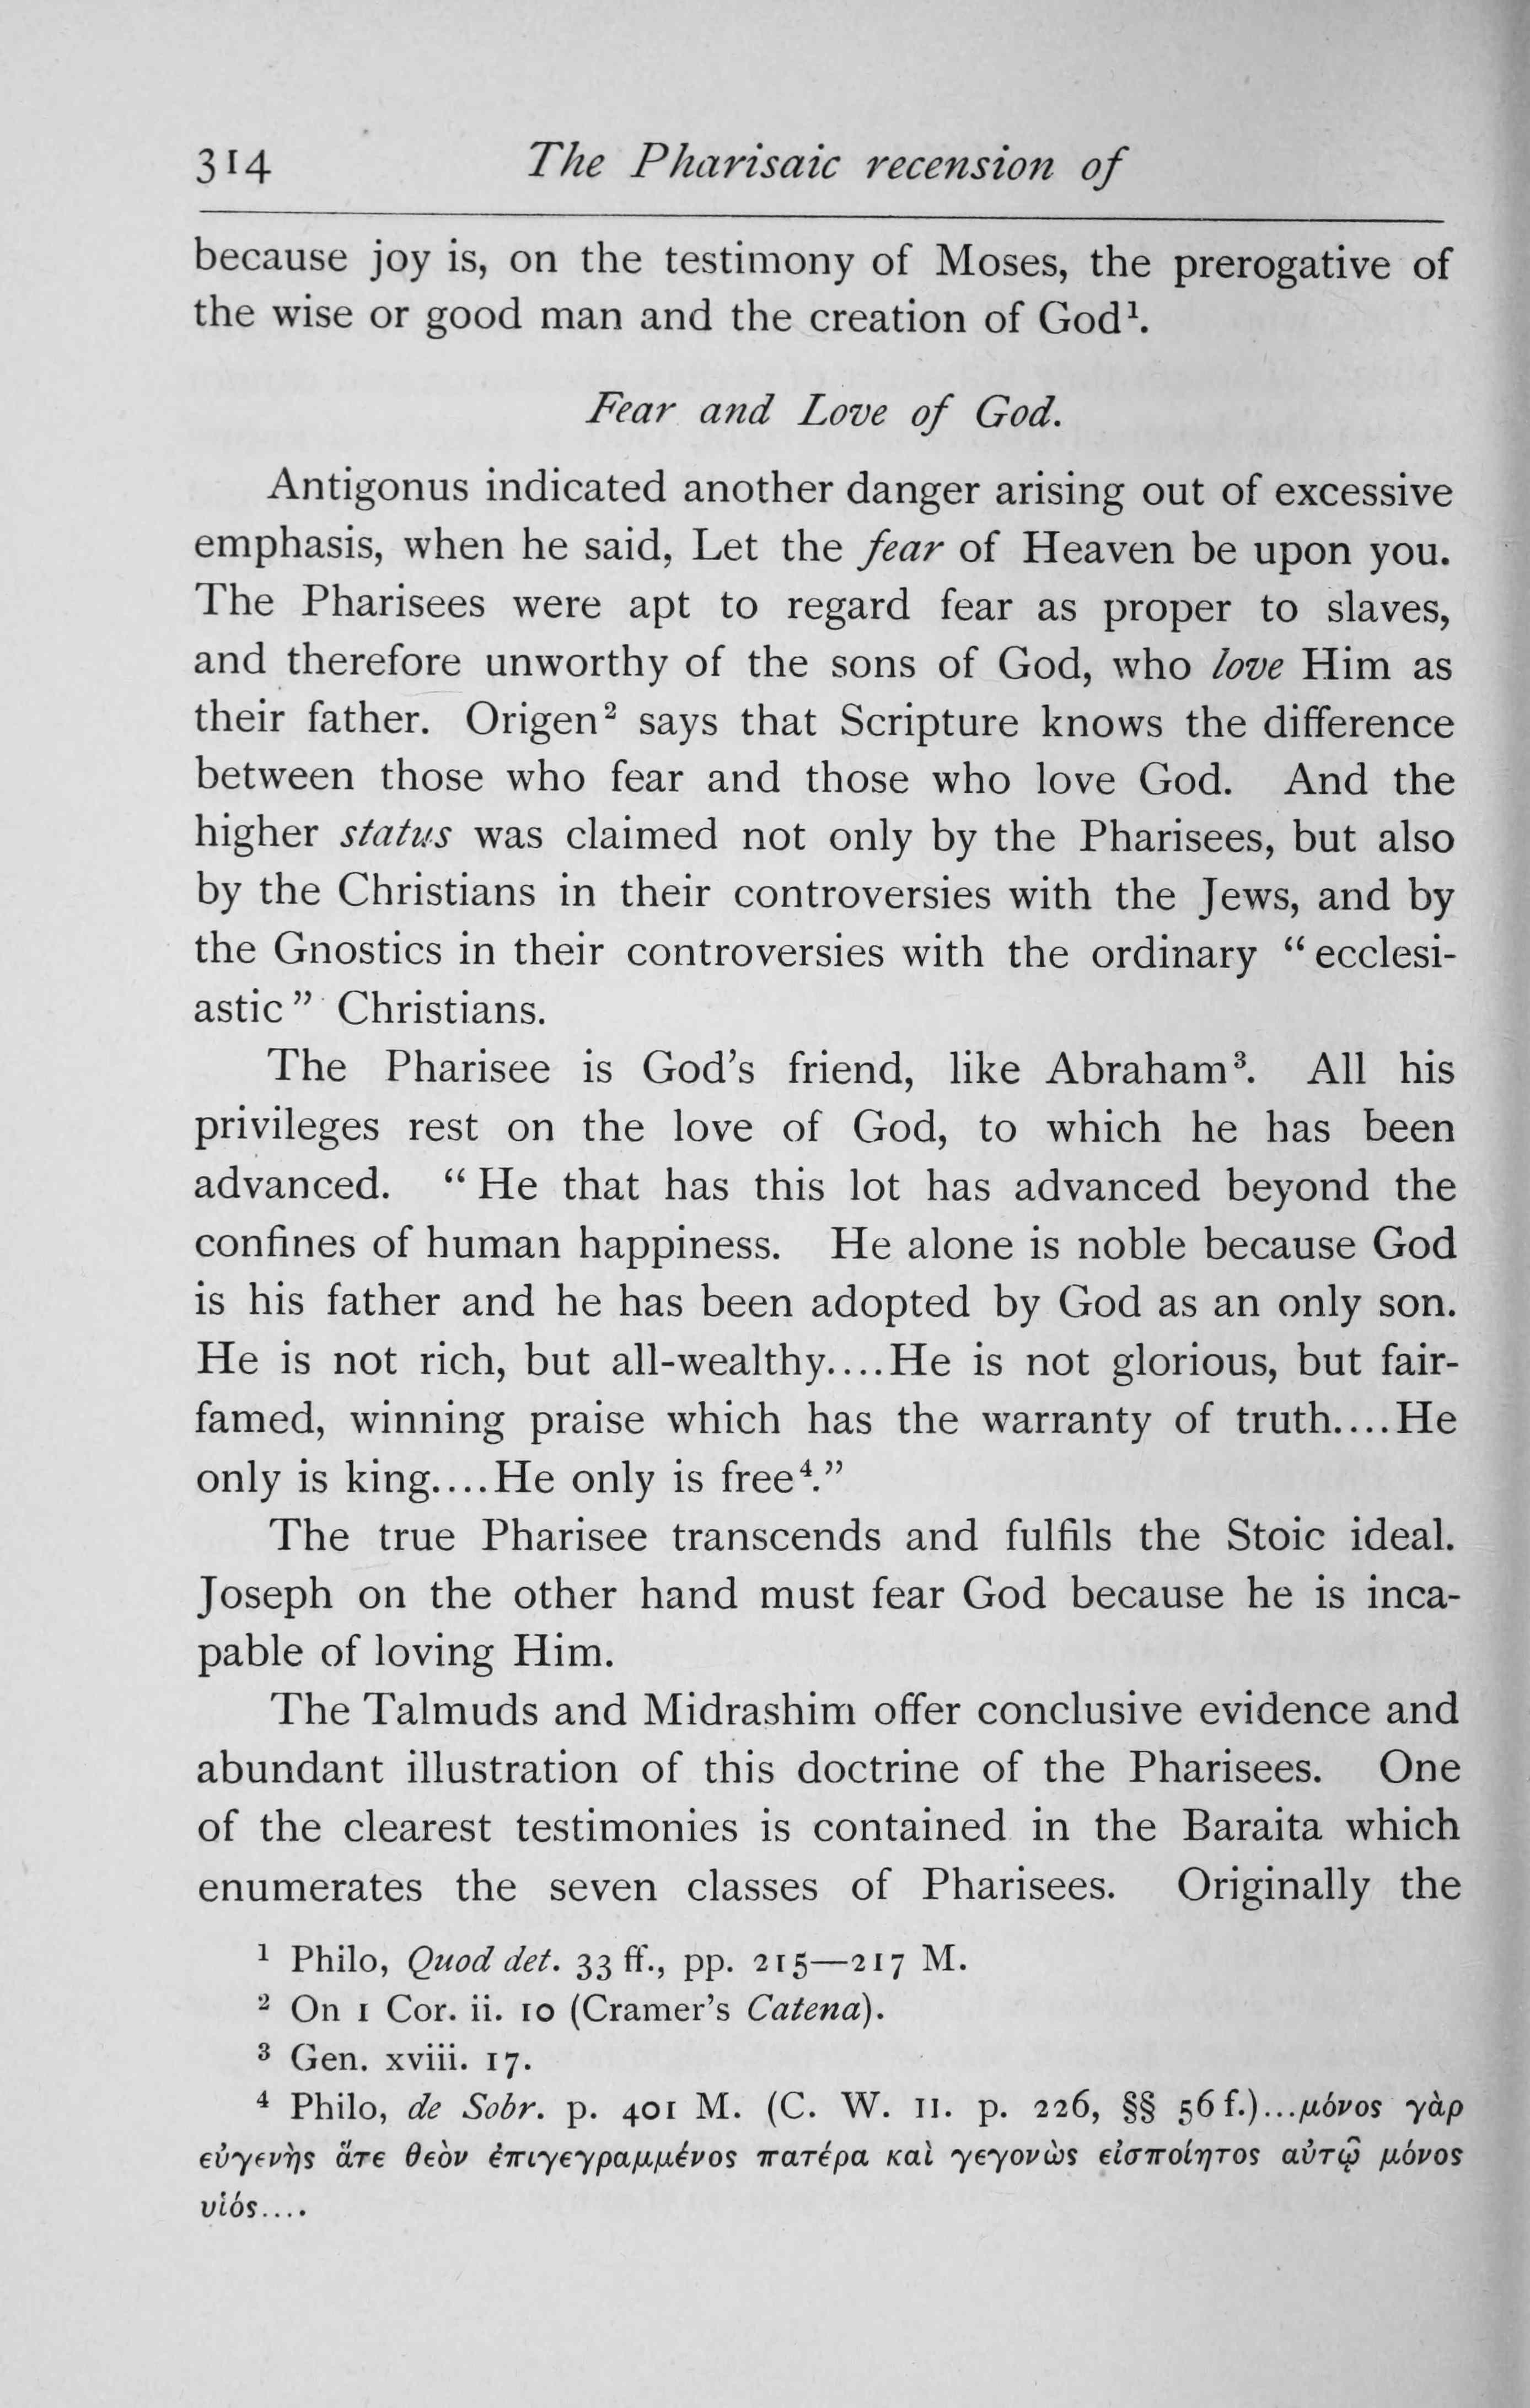 314 The Pharisaic recension of
because joy is, on the testimony of Moses, the prerogative of
the wise or good man and the creation of God¹.
Fear and Love of God.
Antigonus indicated another danger arising out of excessive
emphasis, when he said, Let the fear of Heaven be upon you.
The Pharisees were apt to regard fear as proper to slaves,
and therefore unworthy of the sons of God, who love Him as
their father. Origen² says that Scripture knows the difference
between those who fear and those who love God. And the
higher status was claimed not only by the Pharisees, but also
by the Christians in their controversies with the Jews, and by
the Gnostics in their controversies with the ordinary “ecclesi-
astic” Christians.
The Pharisee is God’s friend, like Abraham³. All his
privileges rest on the love of God, to which he has been
advanced. “He that has this lot has advanced beyond the
confines of human happiness. He alone is noble because God
is his father and he has been adopted by God as an only son.
He is not rich, but all-wealthy....He is not glorious, but fair-
famed, winning praise which has the warranty of truth....He
only is king....He only is free⁴.”
The true Pharisee transcends and fulfils the Stoic ideal.
Joseph on the other hand must fear God because he is inca-
pable of loving Him.
The Talmuds and Midrashim offer conclusive evidence and
abundant illustration of this doctrine of the Pharisees. One
of the clearest testimonies is contained in the Baraita which
enumerates the seven classes of Pharisees. Originally the
¹ Philo, Quod det. 33 ff., pp. 215—217 M.
² On 1 Cor. ii. 10 (Cramer’s Catena).
³ Gen. xviii. 17.
⁴ Philo, de Sobr. p. 401 M. (C. W. II. p. 226, §§ 56 f.)...μόνος γὰρ
εὐγενὴς ἅτε θεὸν ἐπιγεγραμμένος πατέρα καὶ γεγονὼς εἰσποίητος αὐτῷ μόνος
υἱός....